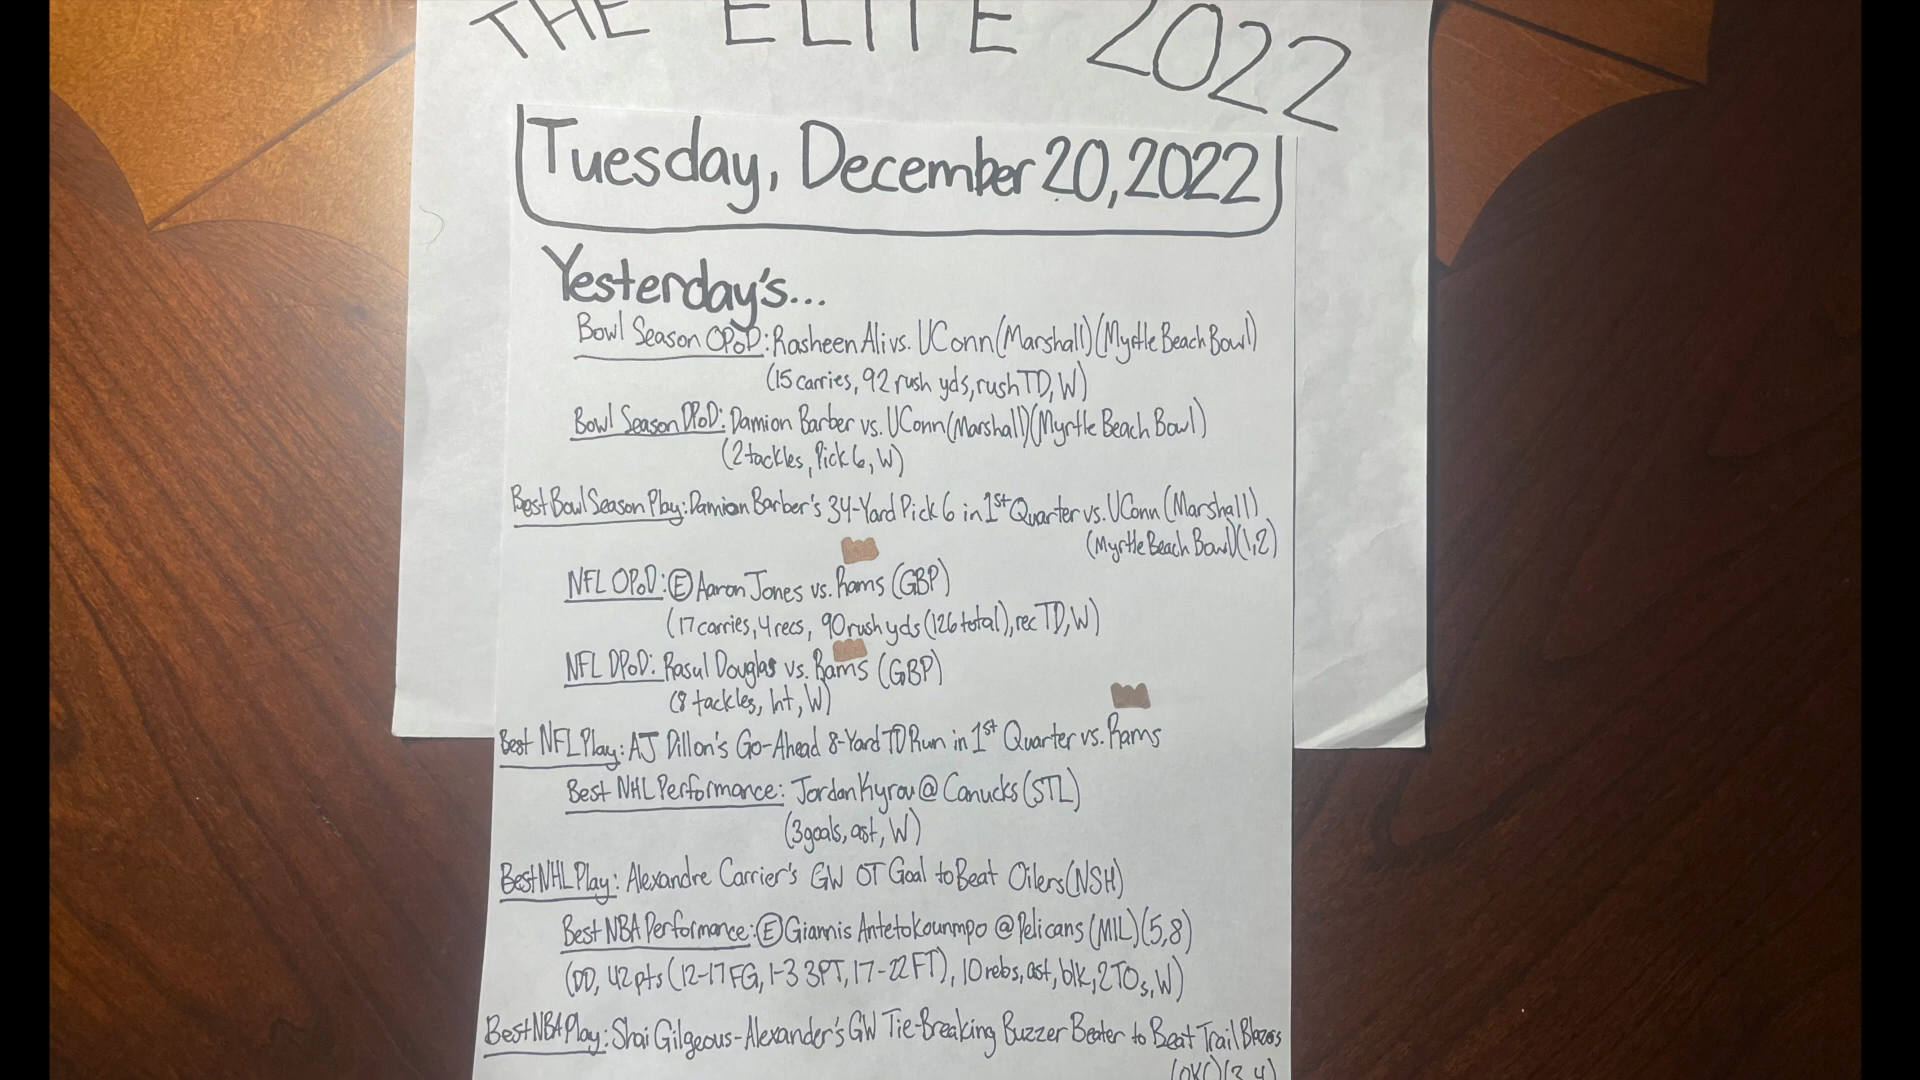 THE ELITE 2022
Tuesday, December 20, 2022
Yesterday's...
Bowl Season OPoD: Rasheen Ali vs. UConn (Marshall) (Myrtle Beach Bowl)
(15 carries, 92 rush yds, rush TD, W)
Bowl Season DPoD: Damion Barber vs. UConn (Marshall) (Myrtle Beach Bowl)
(2 tackles, Pick 6, W)
Best Bowl Season Play: Damion Barber's 34-Yard Pick 6 in 1st Quarter vs. UConn (Marshall)
(Myrtle Beach Bowl) (1,2)
NFL OPoD: Ⓔ Aaron Jones vs. Rams (GBP)
(17 carries, 4 recs, 90 rush yds (126 total), rec TD, W)
NFL DPoD: Rasul Douglas vs. Rams (GBP)
(8 tackles, Int, W)
Best NFL Play: AJ Dillon's Go-Ahead 8-Yard TD Run in 1st Quarter vs. Rams
Best NHL Performance: Jordan Kyrou @ Canucks (STL)
(3 goals, ast, W)
Best NHL Play: Alexandre Carrier's GW OT Goal to Beat Oilers (NSH)
Best NBA Performance: Ⓔ Giannis Antetokounmpo @ Pelicans (MIL) (5,8)
(DD, 42 pts (12-17 FG, 1-3 3PT, 17-22 FT), 10 rebs, ast, blk, 2 TOs, W)
Best NBA Play: Shai Gilgeous-Alexander's GW Tie-Breaking Buzzer Beater to Beat Trail Blazers
(OKC) (3,4)